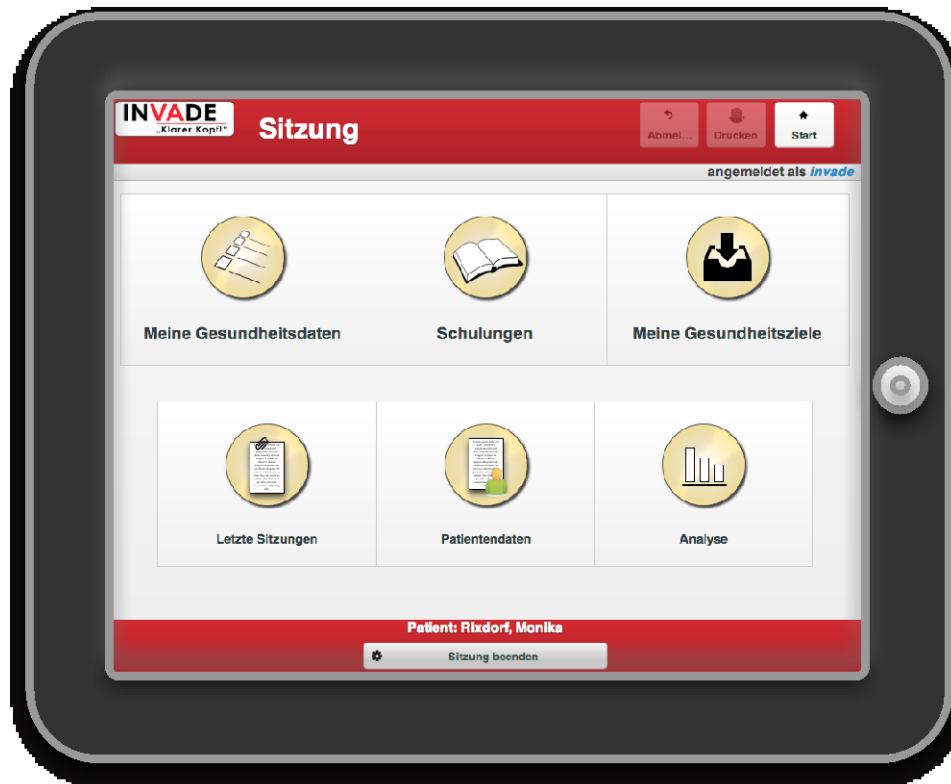 INVADE
„Klarer Kopf!"
Sitzung
Abmel...
Drucken
Start
angemeldet als invade
Meine Gesundheitsdaten
Schulungen
Meine Gesundheitsziele
Letzte Sitzungen
Patientendaten
Analyse
Patient: Rixdorf, Monika
Sitzung beenden